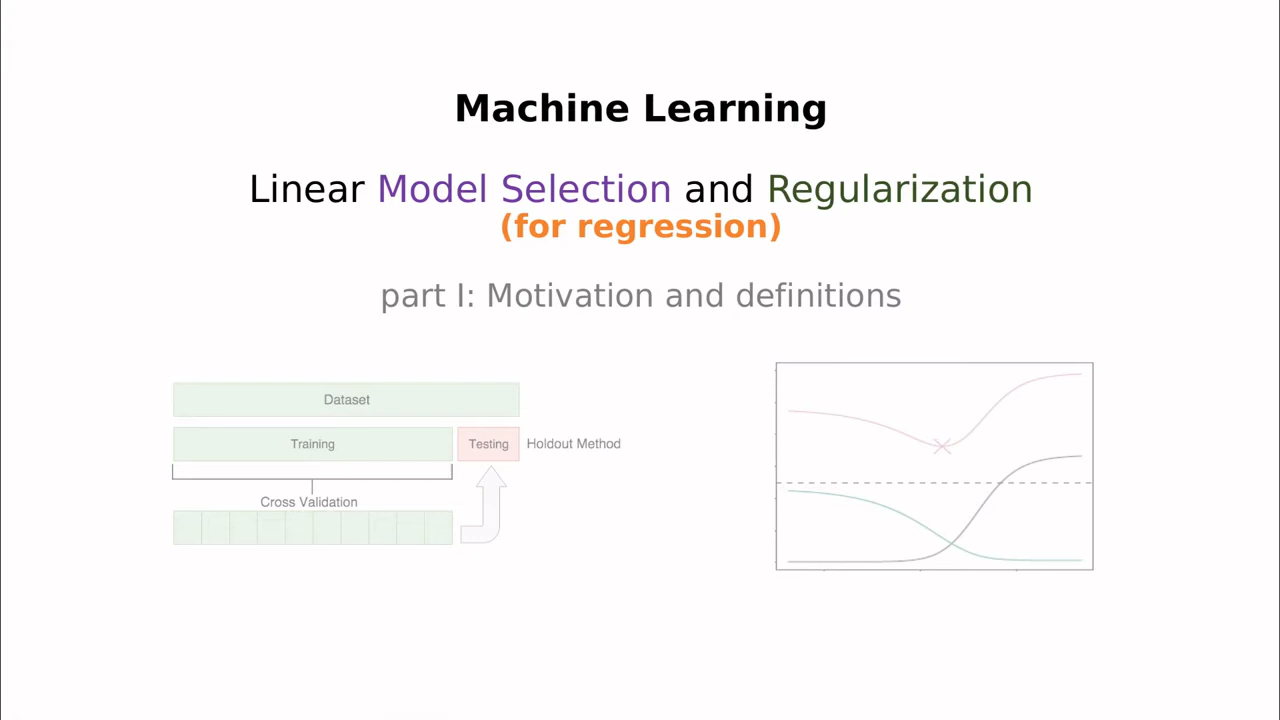 Machine Learning
Linear Model Selection and Regularization
(for regression)
part I: Motivation and definitions
Dataset
Training
Testing
Holdout Method
Cross Validation